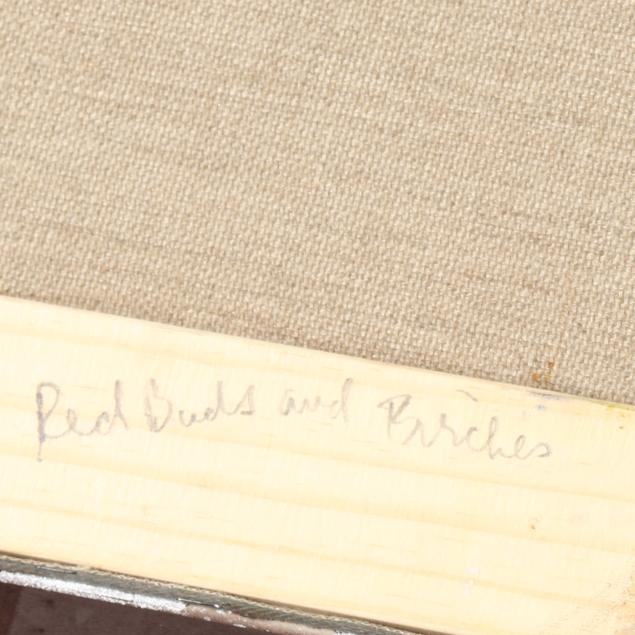 Red Buds and Birches